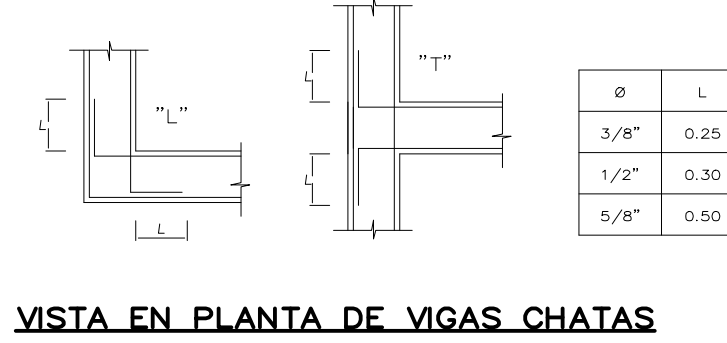 "T"
L
"L"
L
L
L
Ø L
3/8" 0.25
1/2" 0.30
5/8" 0.50
VISTA EN PLANTA DE VIGAS CHATAS